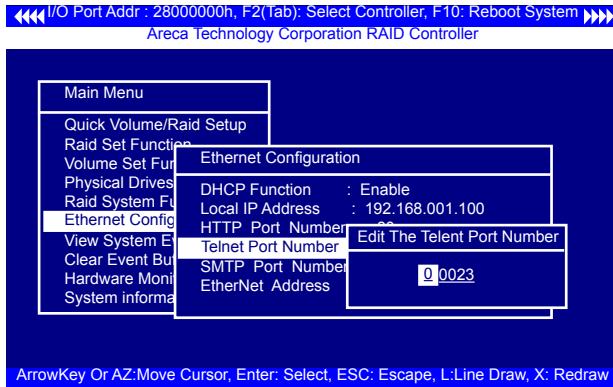 I/O Port Addr : 28000000h, F2(Tab): Select Controller, F10: Reboot System
Areca Technology Corporation RAID Controller
Main Menu
Quick Volume/Raid Setup
Raid Set Function
Volume Set Fur
Physical Drives
Raid System Fu
Ethernet Config
View System E
Clear Event Buf
Hardware Moni
System informa
Ethernet Configuration
DHCP Function : Enable
Local IP Address : 192.168.001.100
HTTP Port Number
Telnet Port Number
SMTP Port Number
EtherNet Address
Edit The Telent Port Number
0 0023
ArrowKey Or AZ:Move Cursor, Enter: Select, ESC: Escape, L:Line Draw, X: Redraw